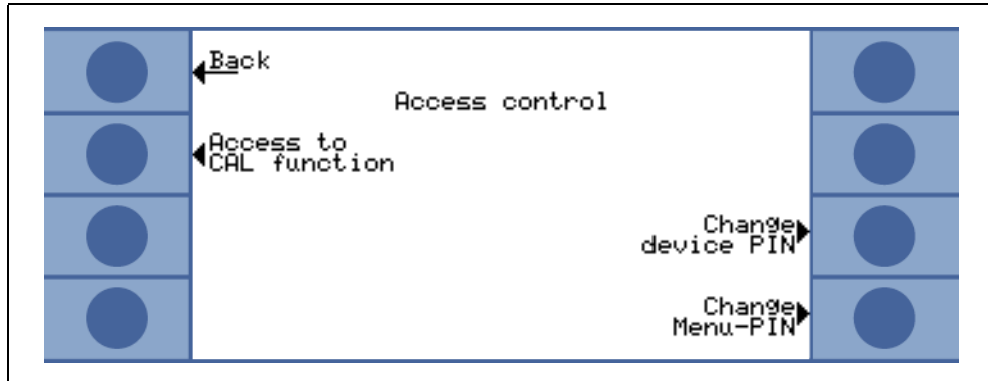 Back
Access control
Access to
CAL function
Change
device PIN
Change
Menu-PIN